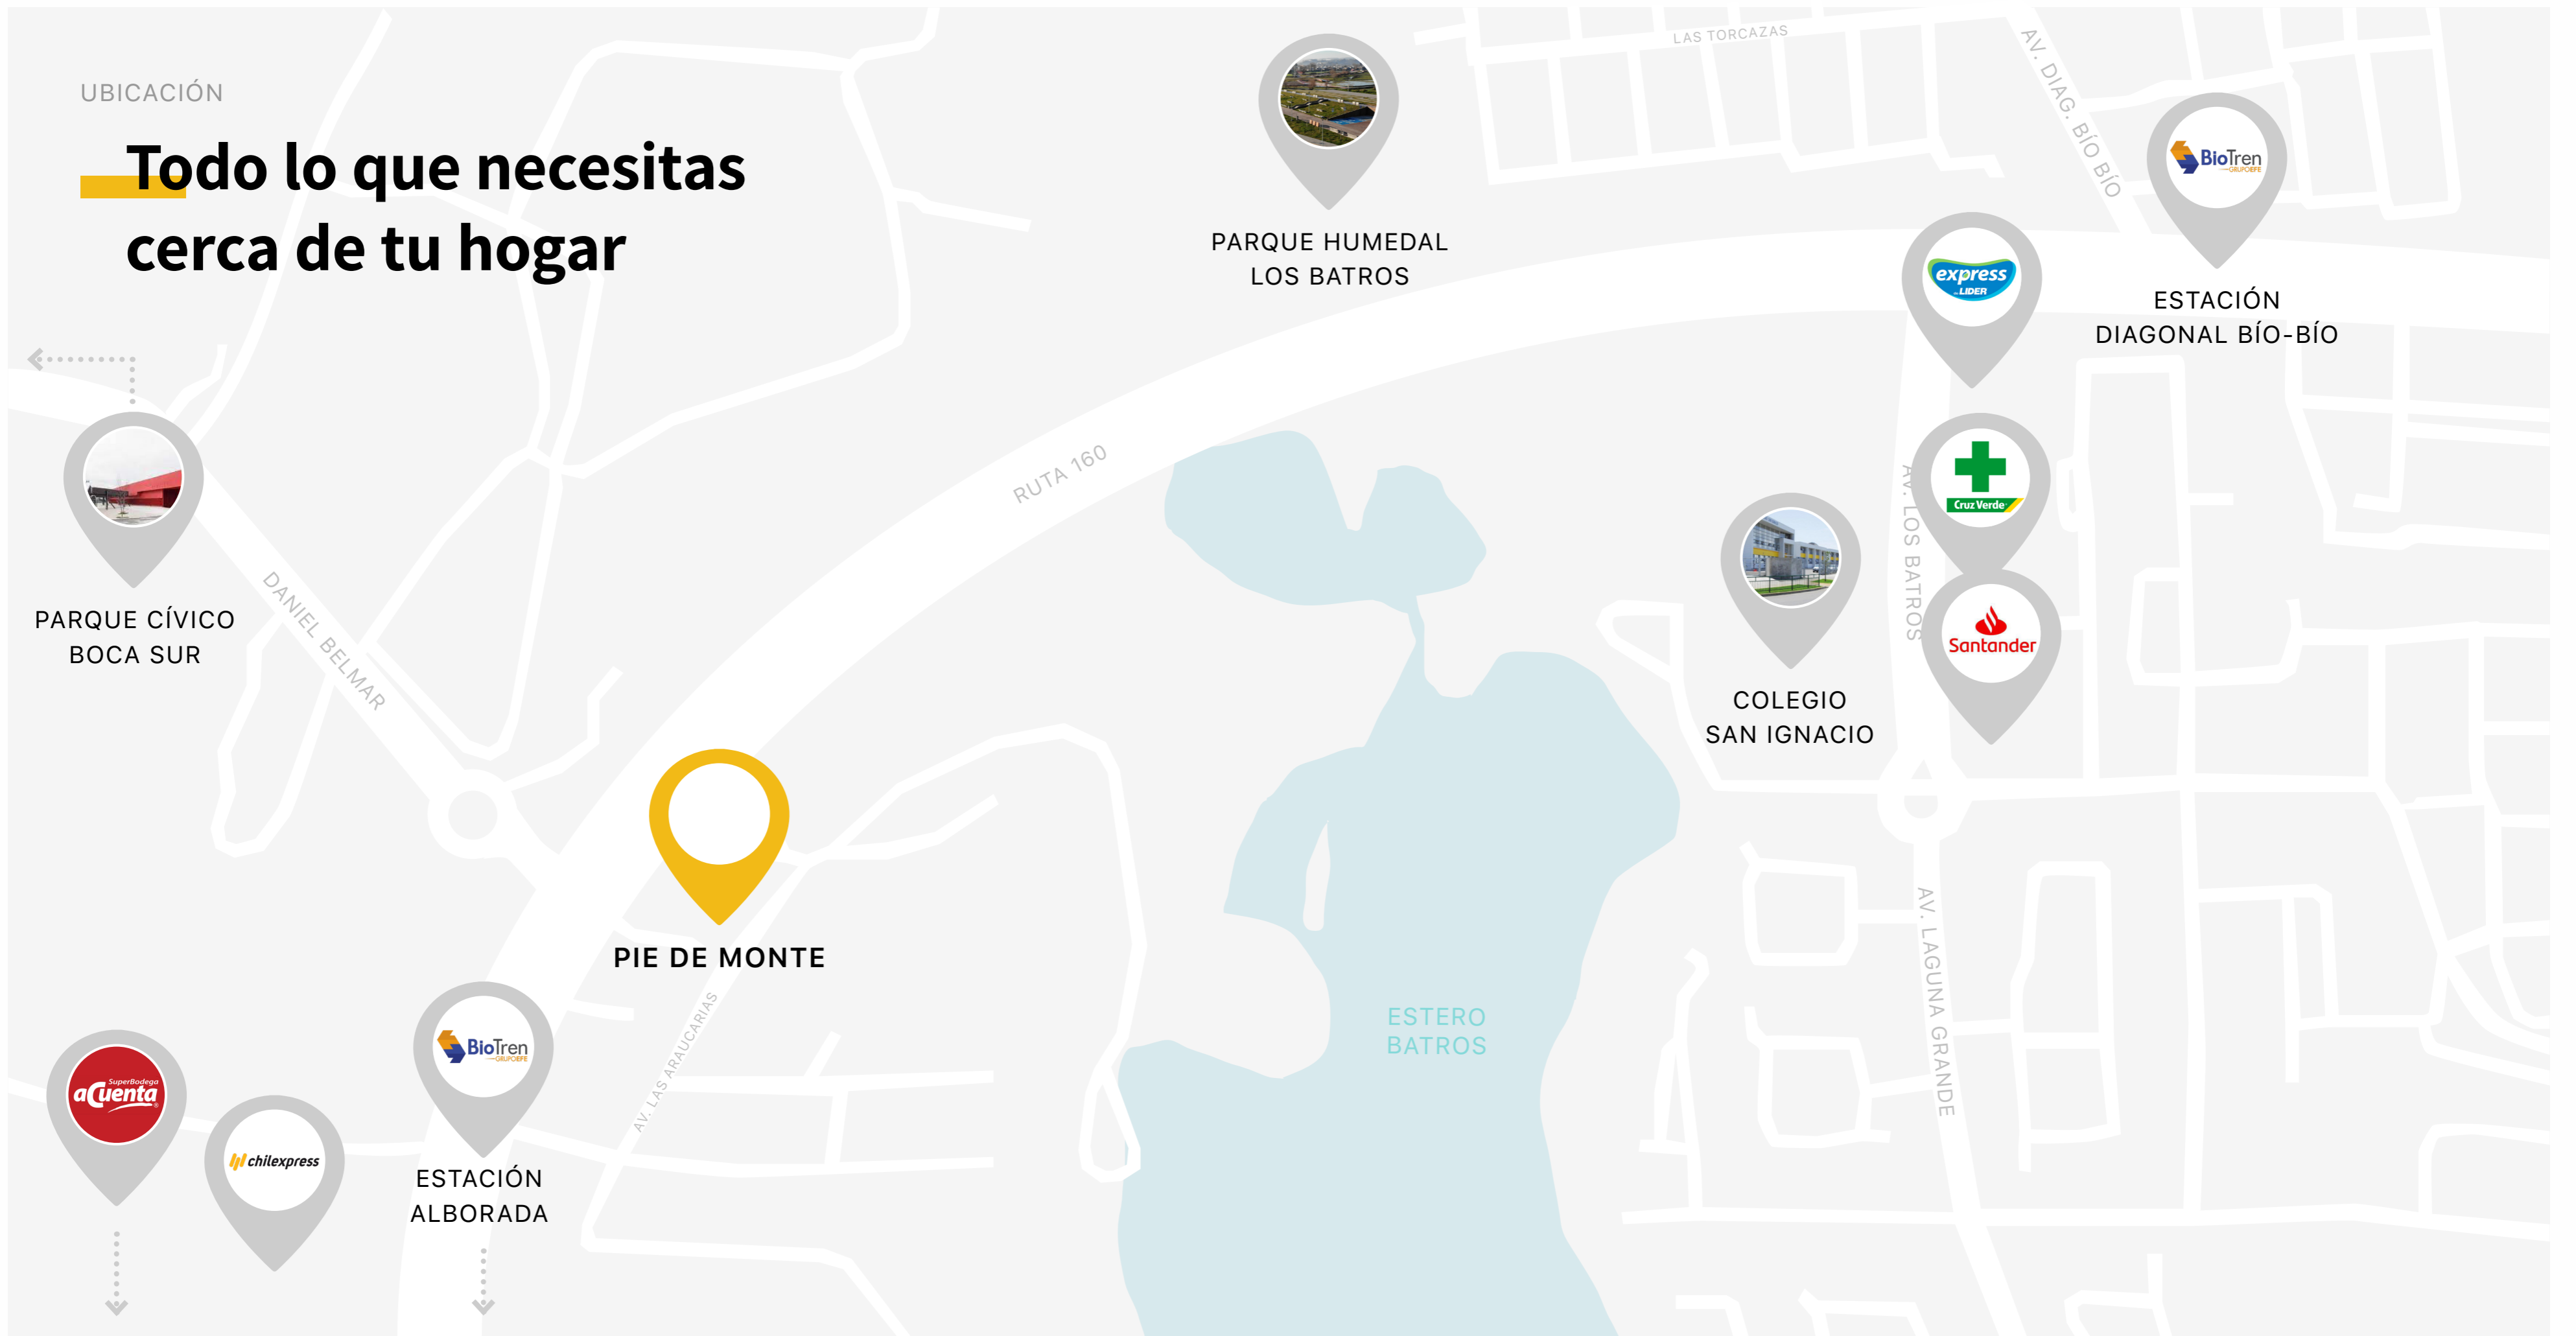 UBICACIÓN
Todo lo que necesitas
cerca de tu hogar
LAS TORCAZAS
AV. DIAG. BÍO BÍO
PARQUE HUMEDAL
LOS BATROS
BioTren
GRUPOEFE
ESTACIÓN
DIAGONAL BÍO-BÍO
express
de LIDER
RUTA 160
Cruz Verde
AV. LOS BATROS
Santander
COLEGIO
SAN IGNACIO
PARQUE CÍVICO
BOCA SUR
DANIEL BELMAR
PIE DE MONTE
AV. LAS ARAUCARIAS
ESTERO
BATROS
AV. LAGUNA GRANDE
SuperBodega
aCuenta®
chilexpress
BioTren
GRUPOEFE
ESTACIÓN
ALBORADA